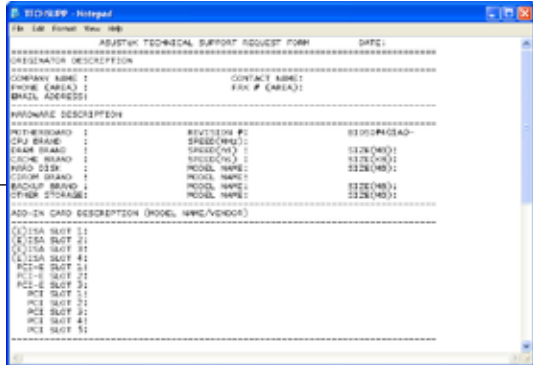 TECHSUPP - Notepad
File Edit Format View Help
ASUSTeK TECHNICAL SUPPORT REQUEST FORM DATE:
ORIGINATOR DESCRIPTION
COMPANY NAME : CONTACT NAME:
PHONE (AREA) : FAX # (AREA):
EMAIL ADDRESS:
HARDWARE DESCRIPTION
MOTHERBOARD : REVISION #:
CPU BRAND : SPEED(MHz):
DRAM BRAND : SPEED(ns) : SIZE(MB):
CACHE BRAND : SPEED(ns) : SIZE(KB):
HARD DISK : MODEL NAME: SIZE(MB):
CDROM BRAND : MODEL NAME:
BACKUP BRAND : MODEL NAME: SIZE(MB):
OTHER STORAGE: MODEL NAME: SIZE(MB):
ADD-IN CARD DESCRIPTION (MODEL NAME/VENDOR)
(E)ISA SLOT 1:
(E)ISA SLOT 2:
(E)ISA SLOT 3:
(E)ISA SLOT 4:
PCI-E SLOT 1:
PCI-E SLOT 2:
PCI-E SLOT 3:
PCI SLOT 1:
PCI SLOT 2:
PCI SLOT 3:
PCI SLOT 4:
PCI SLOT 5: